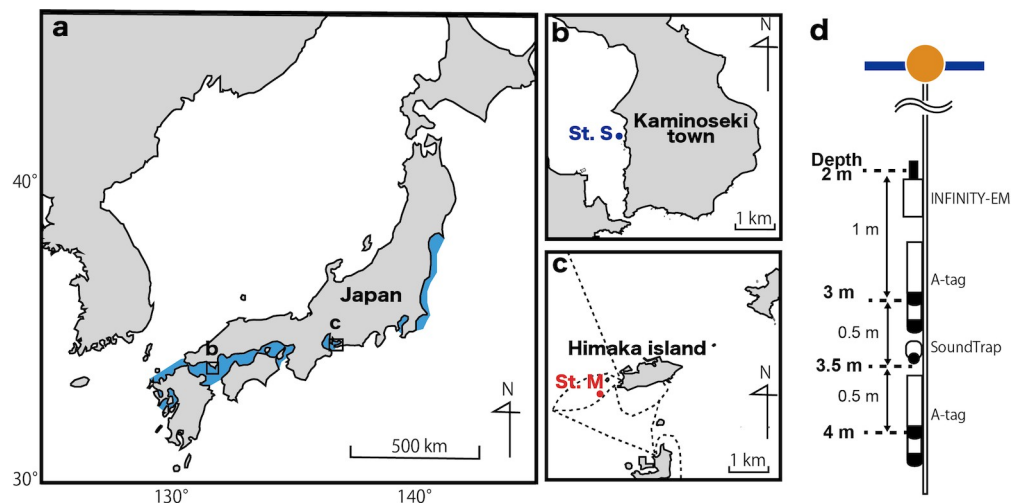 a
40°
30°
130°
140°
Japan
b
c
N
500 km
b
N
St. S
Kaminoseki
town
1 km
c
Himaka island
St. M
N
1 km
d
Depth
2 m
INFINITY-EM
1 m
A-tag
3 m
0.5 m
SoundTrap
3.5 m
0.5 m
A-tag
4 m